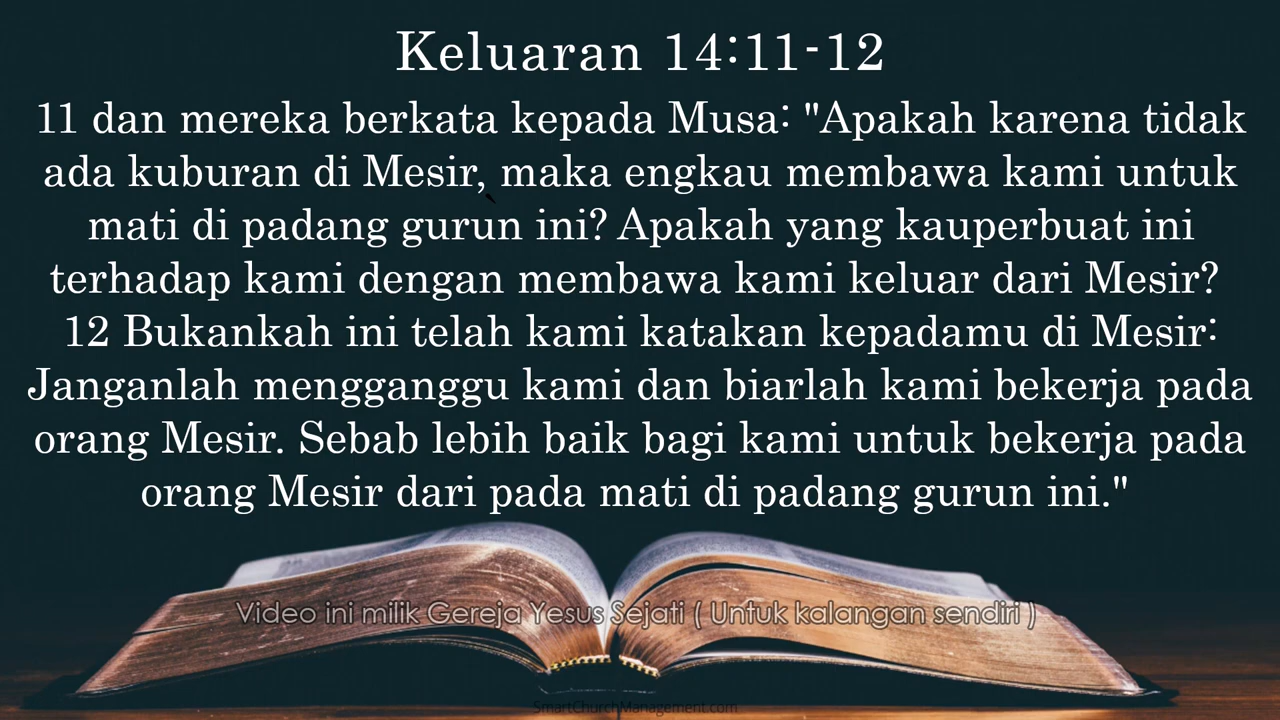 Keluaran 14:11-12
11 dan mereka berkata kepada Musa: "Apakah karena tidak
ada kuburan di Mesir, maka engkau membawa kami untuk
mati di padang gurun ini? Apakah yang kauperbuat ini
terhadap kami dengan membawa kami keluar dari Mesir?
12 Bukankah ini telah kami katakan kepadamu di Mesir:
Janganlah mengganggu kami dan biarlah kami bekerja pada
orang Mesir. Sebab lebih baik bagi kami untuk bekerja pada
orang Mesir dari pada mati di padang gurun ini."
Video ini milik Gereja Yesus Sejati ( Untuk kalangan sendiri )
SmartChurchManagement.com